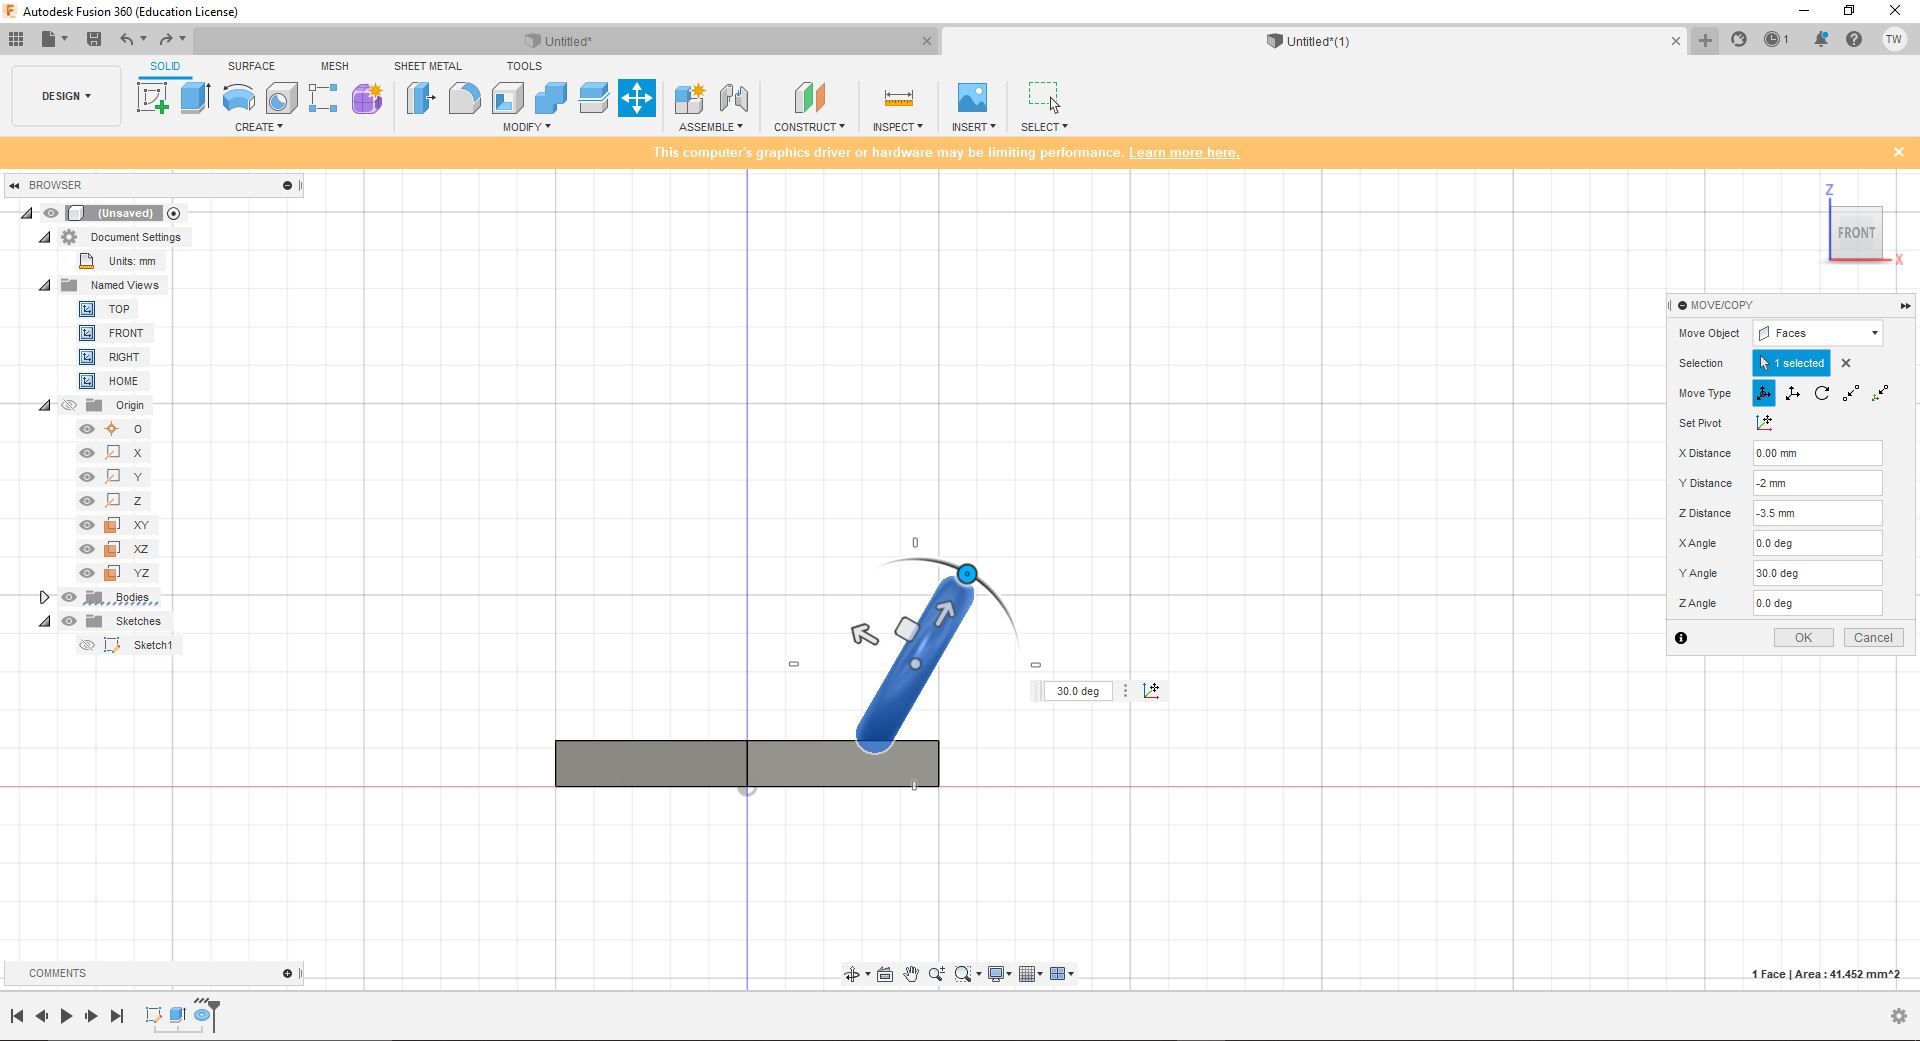 Autodesk Fusion 360 (Education License)
Untitled*
Untitled*(1)
1
TW
DESIGN
SOLID
SURFACE
MESH
SHEET METAL
TOOLS
CREATE
MODIFY
ASSEMBLE
CONSTRUCT
INSPECT
INSERT
SELECT
This computer's graphics driver or hardware may be limiting performance. Learn more here.
BROWSER
(Unsaved)
Document Settings
Units: mm
Named Views
TOP
FRONT
RIGHT
HOME
Origin
O
X
Y
Z
XY
XZ
YZ
Bodies
Sketches
Sketch1
Z
FRONT
X
MOVE/COPY
Move Object Faces
Selection 1 selected
Move Type
Set Pivot
X Distance 0.00 mm
Y Distance -2 mm
Z Distance -3.5 mm
X Angle 0.0 deg
Y Angle 30.0 deg
Z Angle 0.0 deg
OK Cancel
30.0 deg
COMMENTS
1 Face | Area : 41.452 mm^2